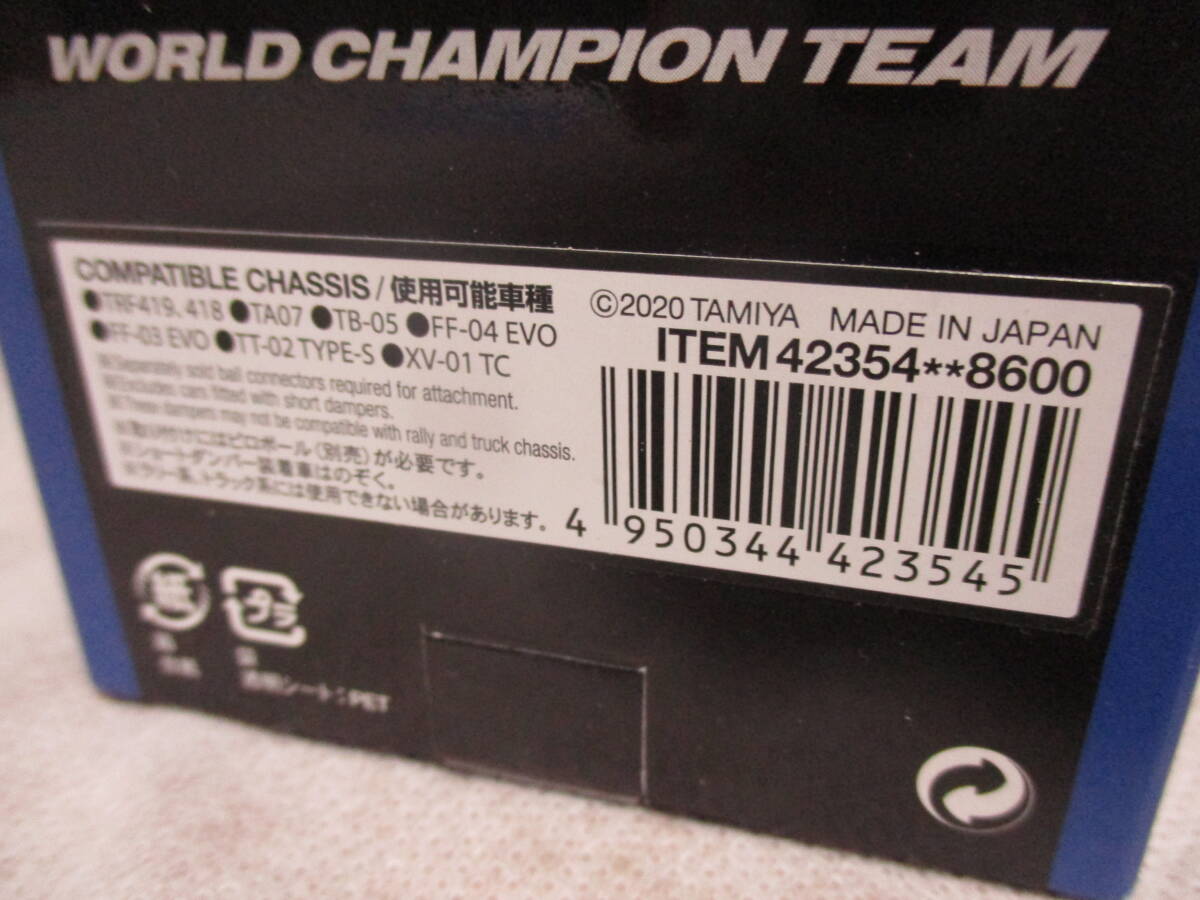 WORLD CHAMPION TEAM
COMPATIBLE CHASSIS / 使用可能車種
●TRF419、418 ●TA07 ●TB-05 ●FF-04 EVO
●FF-03 EVO ●TT-02 TYPE-S ●XV-01 TC
※Separately sold ball connectors required for attachment.
※Excludes cars fitted with short dampers.
※These dampers may not be compatible with rally and truck chassis.
※取り付けにはピロボール（別売）が必要です。
※ショートダンパー装着車はのぞく。
※ラリー系、トラック系には使用できない場合があります。
©2020 TAMIYA MADE IN JAPAN
ITEM 42354**8600
4 950344 423545
紙
プラ
透明シート：PET